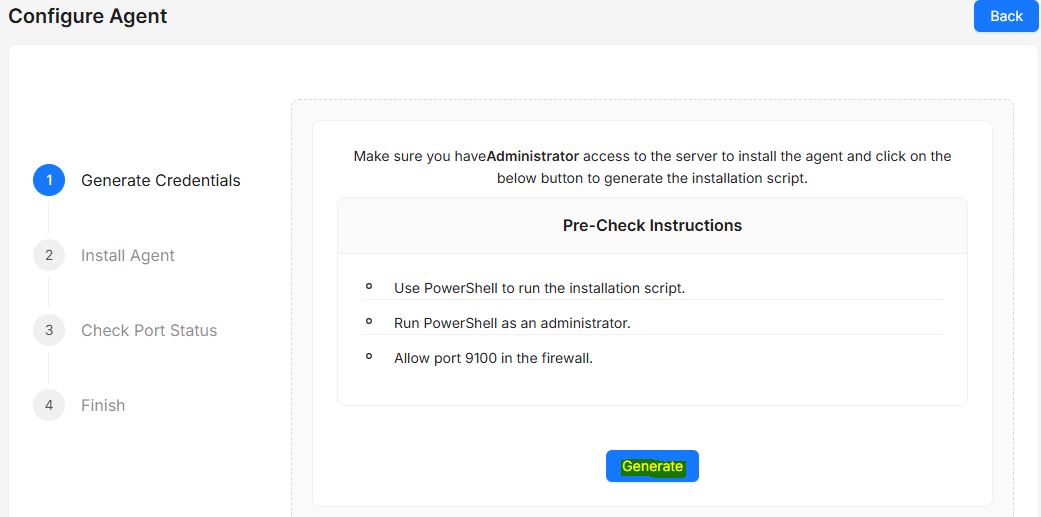 Configure Agent
Back
1 Generate Credentials
2 Install Agent
3 Check Port Status
4 Finish
Make sure you haveAdministrator access to the server to install the agent and click on the
below button to generate the installation script.
Pre-Check Instructions
Use PowerShell to run the installation script.
Run PowerShell as an administrator.
Allow port 9100 in the firewall.
Generate